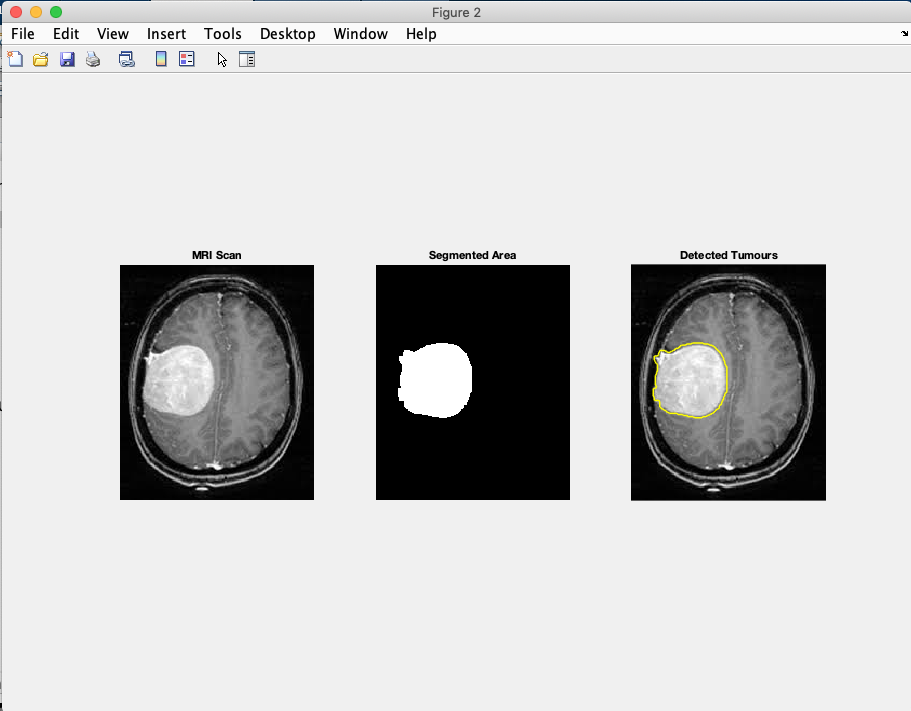 Figure 2
File Edit View Insert Tools Desktop Window Help
MRI Scan Segmented Area Detected Tumours